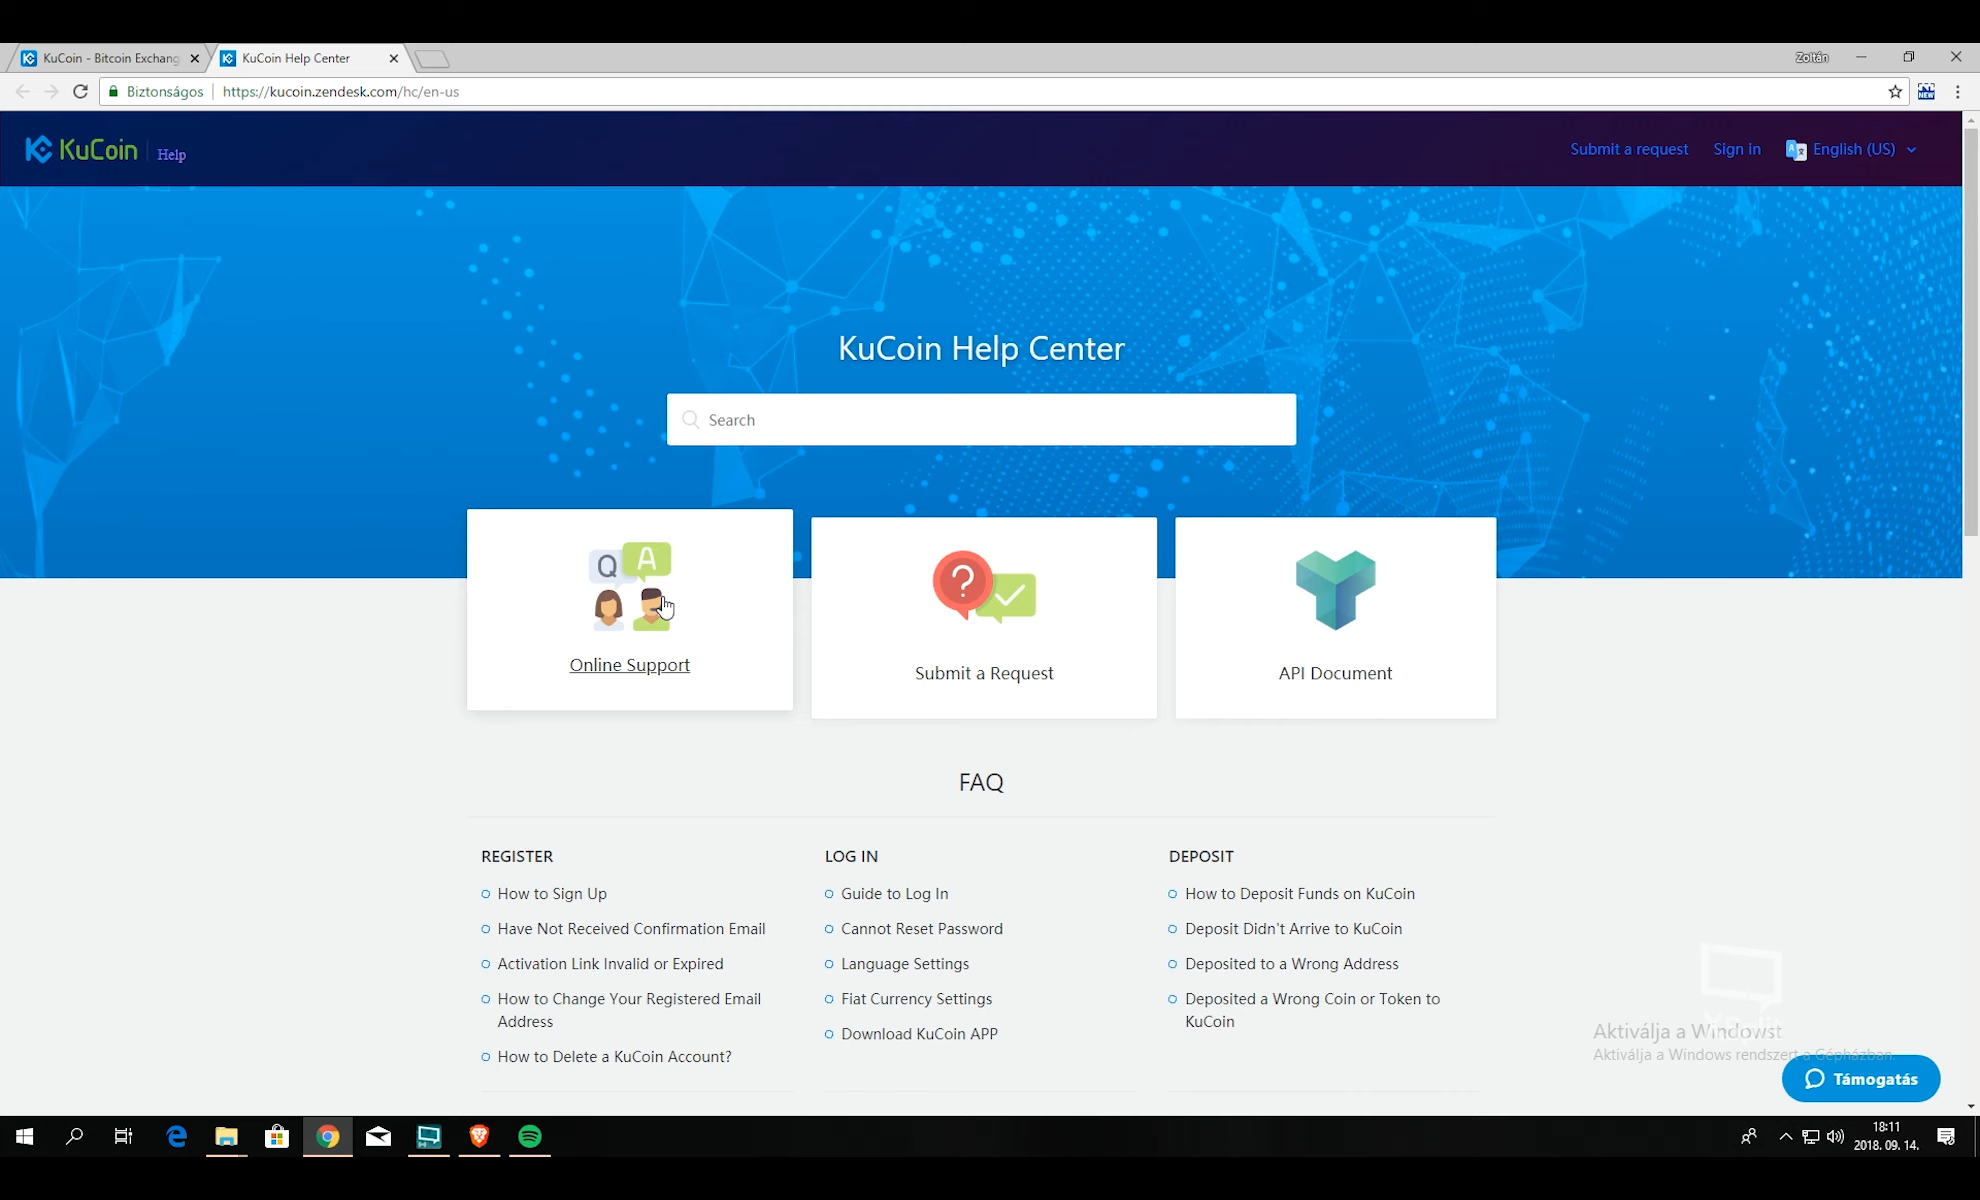 KuCoin - Bitcoin Exchang
KuCoin Help Center
Zoltán
Biztonságos
https://kucoin.zendesk.com/hc/en-us
NEW
KuCoin
Help
Submit a request
Sign in
English (US)
KuCoin Help Center
Search
Q A
Online Support
?
Submit a Request
API Document
FAQ
REGISTER
How to Sign Up
Have Not Received Confirmation Email
Activation Link Invalid or Expired
How to Change Your Registered Email
Address
How to Delete a KuCoin Account?
LOG IN
Guide to Log In
Cannot Reset Password
Language Settings
Fiat Currency Settings
Download KuCoin APP
DEPOSIT
How to Deposit Funds on KuCoin
Deposit Didn't Arrive to KuCoin
Deposited to a Wrong Address
Deposited a Wrong Coin or Token to
KuCoin
Aktiválja a Windowst
Aktiválja a Windows rendszert a Gépházban.
Támogatás
18:11
2018. 09. 14.